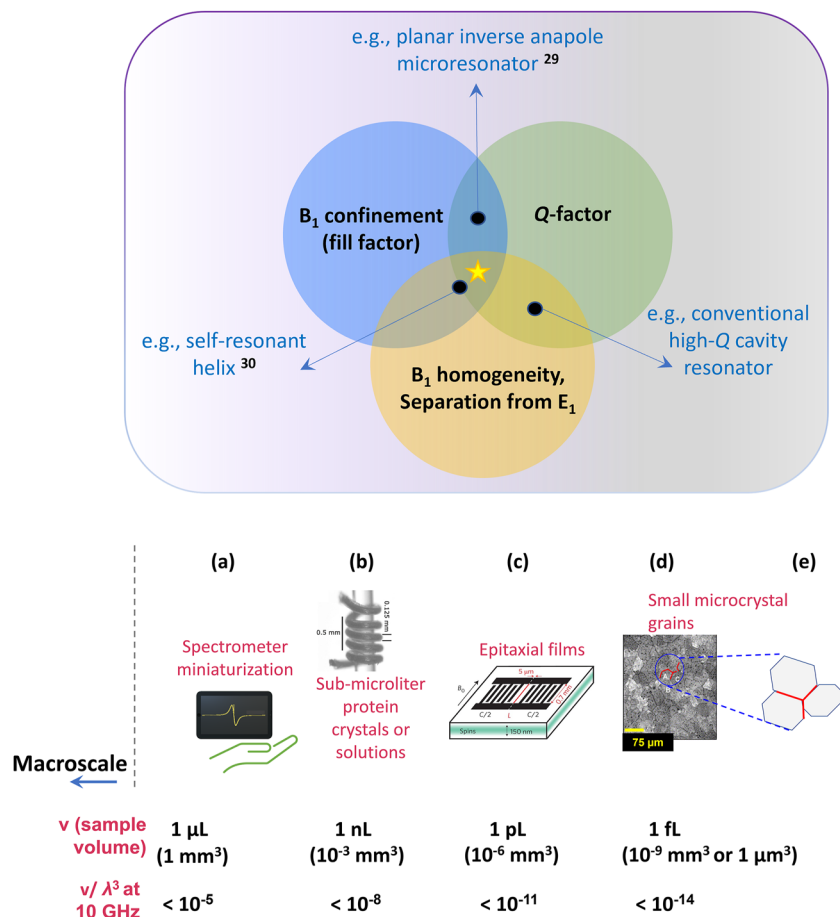 e.g., planar inverse anapole
microresonator 29
B1 confinement
(fill factor)
Q-factor
e.g., self-resonant
helix 30
e.g., conventional
high-Q cavity
resonator
B1 homogeneity,
Separation from E1
(a)
(b)
(c)
(d)
(e)
Spectrometer
miniaturization
0.5 mm
0.125 mm
Sub-microliter
protein
crystals or
solutions
Epitaxial films
5 μm
B0
0.7 mm
C/2
L
C/2
Spins
150 nm
Small microcrystal
grains
75 μm
Macroscale
v (sample
volume)
1 μL
(1 mm3)
1 nL
(10-3 mm3)
1 pL
(10-6 mm3)
1 fL
(10-9 mm3 or 1 μm3)
v/ λ3 at
10 GHz
< 10-5
< 10-8
< 10-11
< 10-14